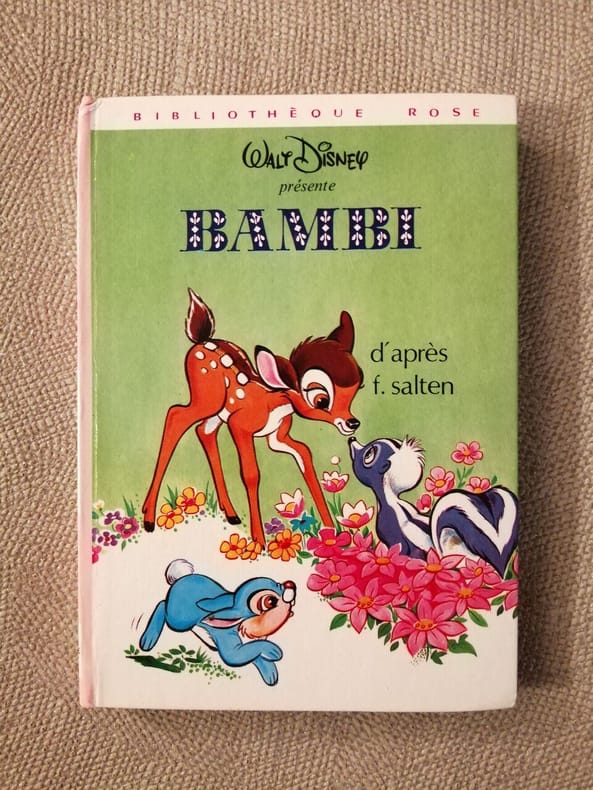 BIBLIOTHÈQUE ROSE
WALT DISNEY
présente
BAMBI
d'après
f. salten